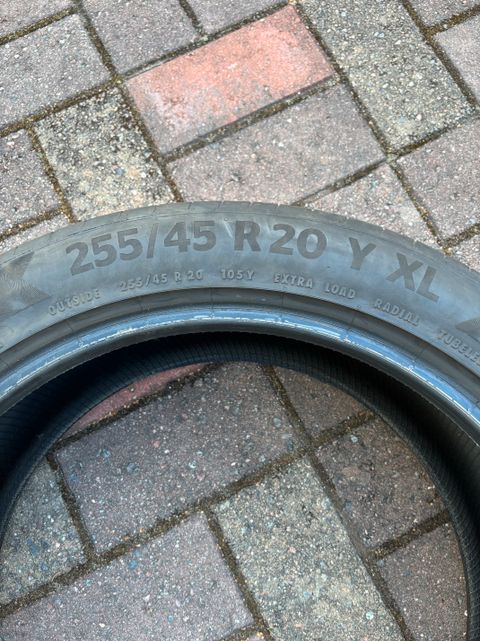 255/45 R 20 Y XL
OUTSIDE 255/45 R 20 105Y EXTRA LOAD RADIAL